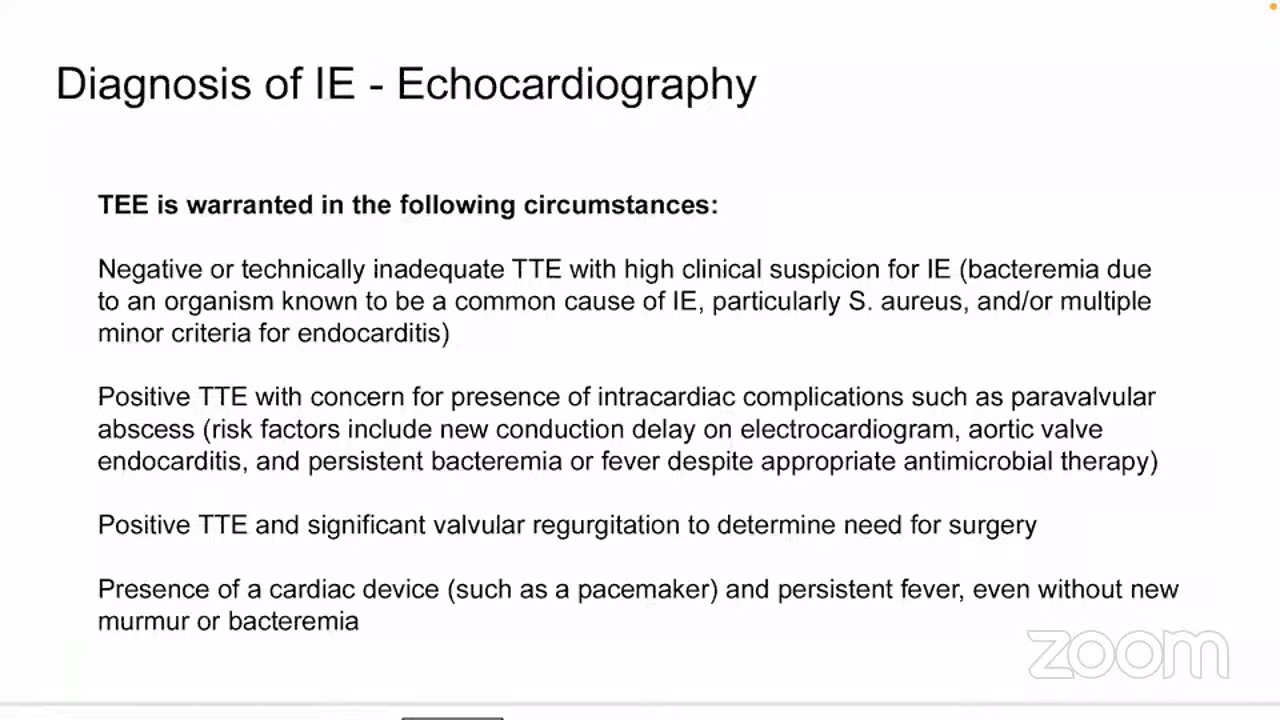 Diagnosis of IE - Echocardiography
TEE is warranted in the following circumstances:
Negative or technically inadequate TTE with high clinical suspicion for IE (bacteremia due
to an organism known to be a common cause of IE, particularly S. aureus, and/or multiple
minor criteria for endocarditis)
Positive TTE with concern for presence of intracardiac complications such as paravalvular
abscess (risk factors include new conduction delay on electrocardiogram, aortic valve
endocarditis, and persistent bacteremia or fever despite appropriate antimicrobial therapy)
Positive TTE and significant valvular regurgitation to determine need for surgery
Presence of a cardiac device (such as a pacemaker) and persistent fever, even without new
murmur or bacteremia
zoom